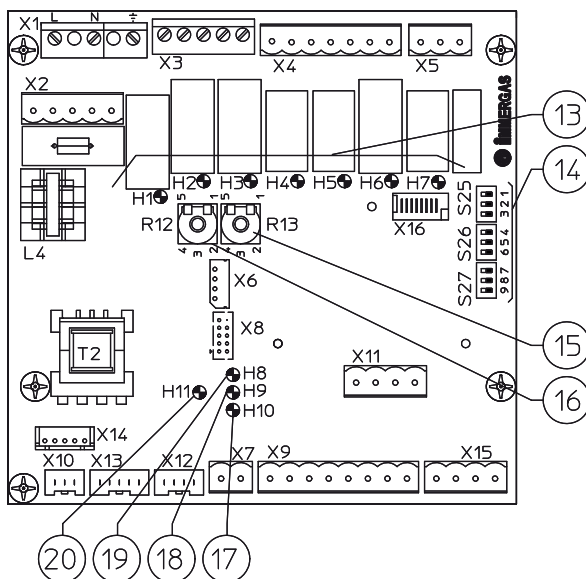 X1 L N
X3
X4
X5
X2
IMMERGAS
13
14
H1
H2
H3
H4
H5
H6
H7
S25
3 2 1
S26
6 5 4
S27
9 8 7
L4
R12
5 1
4 3 2
R13
5 1
4 3 2
X16
X6
X8
15
T2
H8
H9
H10
H11
X11
16
X14
X10
X13
X12
X7
X9
X15
20
19
18
17